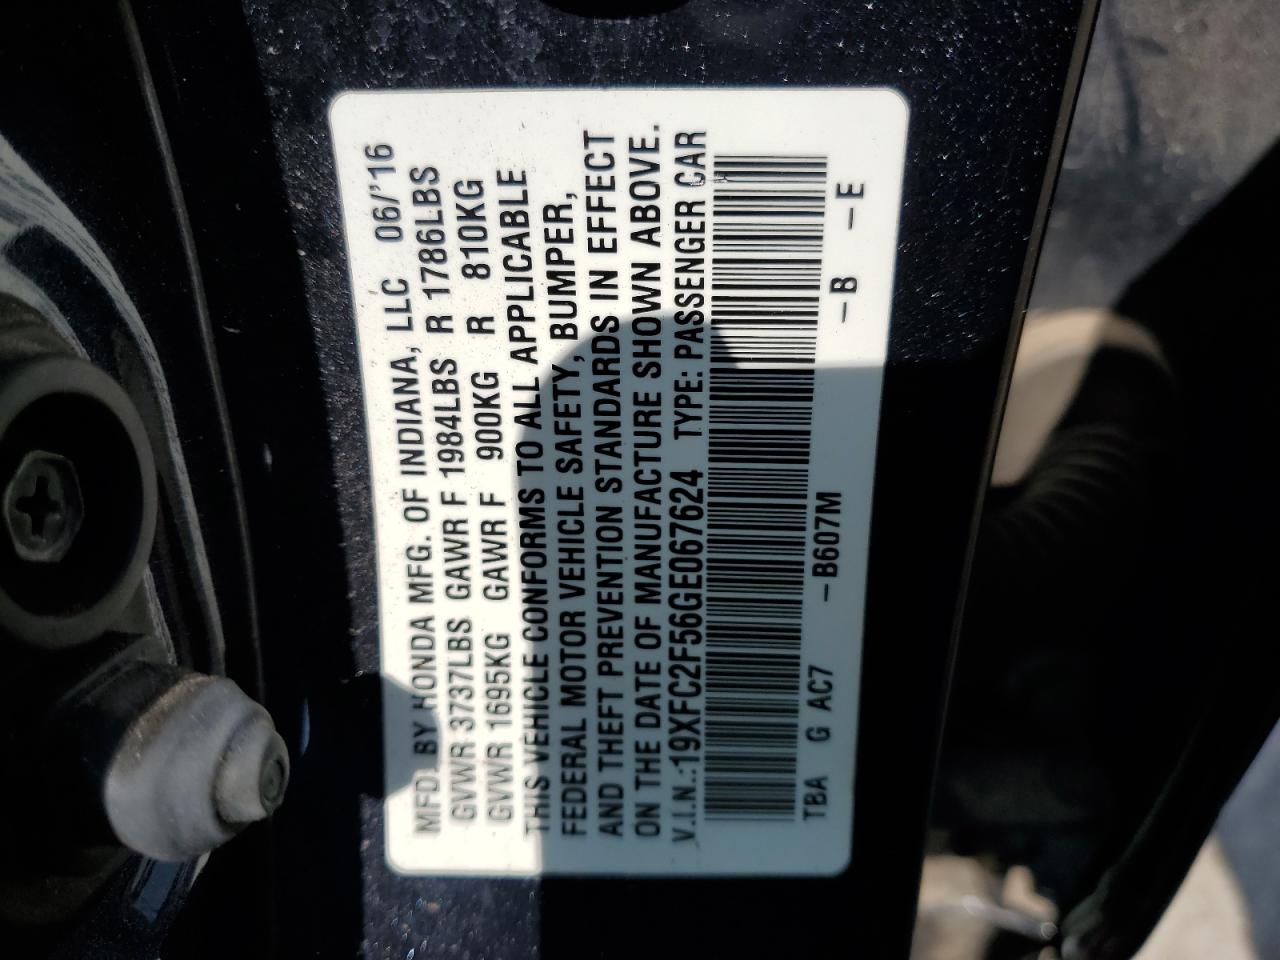 MFD. BY HONDA MFG. OF INDIANA, LLC 06/'16
GVWR 3737LBS GAWR F 1984LBS R 1786LBS
GVWR 1695KG GAWR F 900KG R 810KG
THIS VEHICLE CONFORMS TO ALL APPLICABLE
FEDERAL MOTOR VEHICLE SAFETY, BUMPER,
AND THEFT PREVENTION STANDARDS IN EFFECT
ON THE DATE OF MANUFACTURE SHOWN ABOVE.
V.I.N.:19XFC2F56GE067624 TYPE: PASSENGER CAR
TBA G AC7 –B607M –B –E